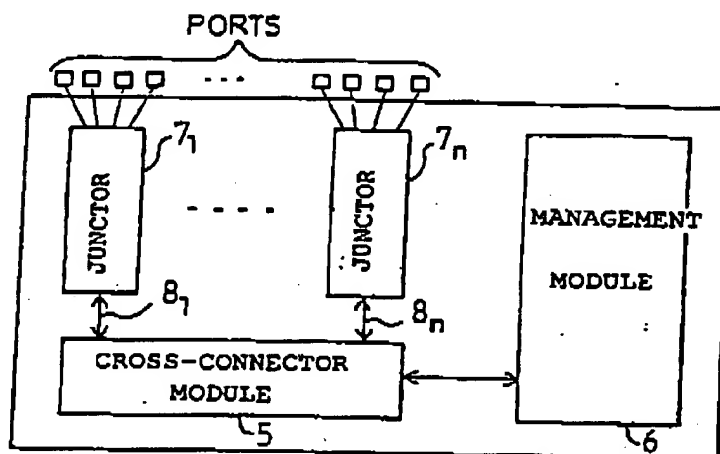 PORTS
7₁
7ₙ
JUNCTOR
JUNCTOR
MANAGEMENT
MODULE
8₁
8ₙ
CROSS-CONNECTOR
MODULE
5
6